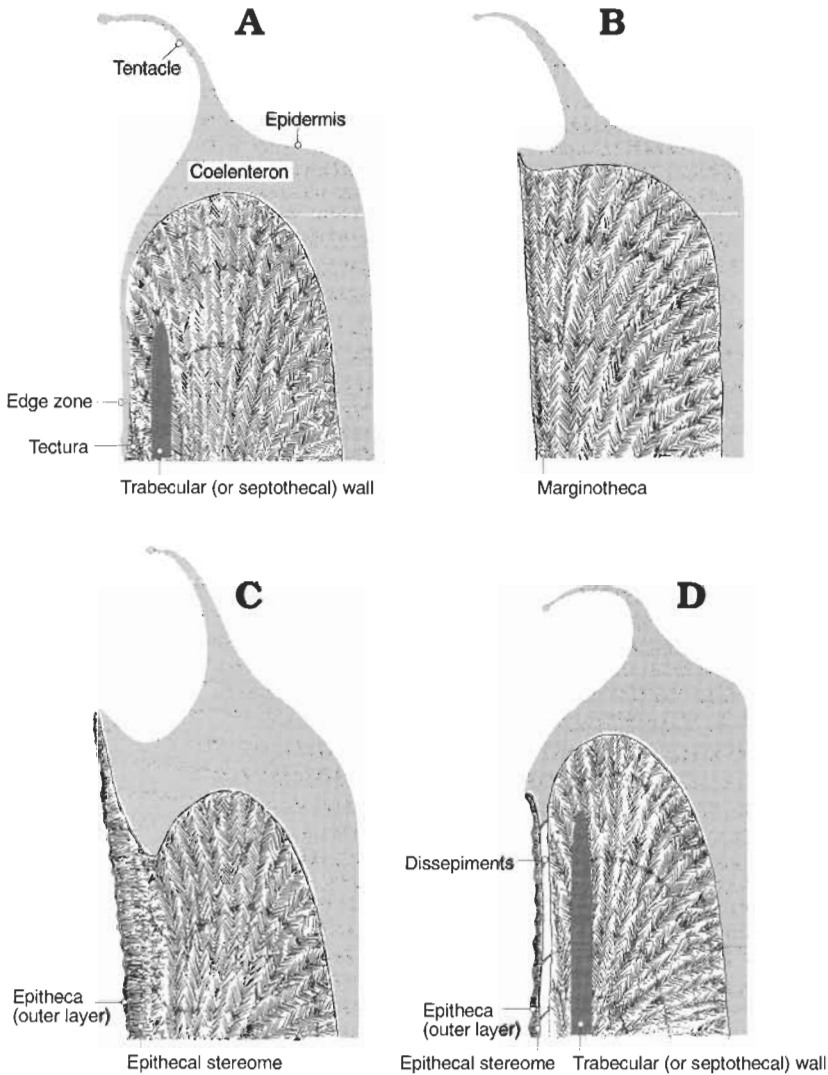 A
Tentacle
Epidermis
Coelenteron
Edge zone
Tectura
Trabecular (or septothecal) wall
B
Marginotheca
C
Epitheca
(outer layer)
Epithecal stereome
D
Dissepiments
Epitheca
(outer layer)
Epithecal stereome
Trabecular (or septothecal) wall